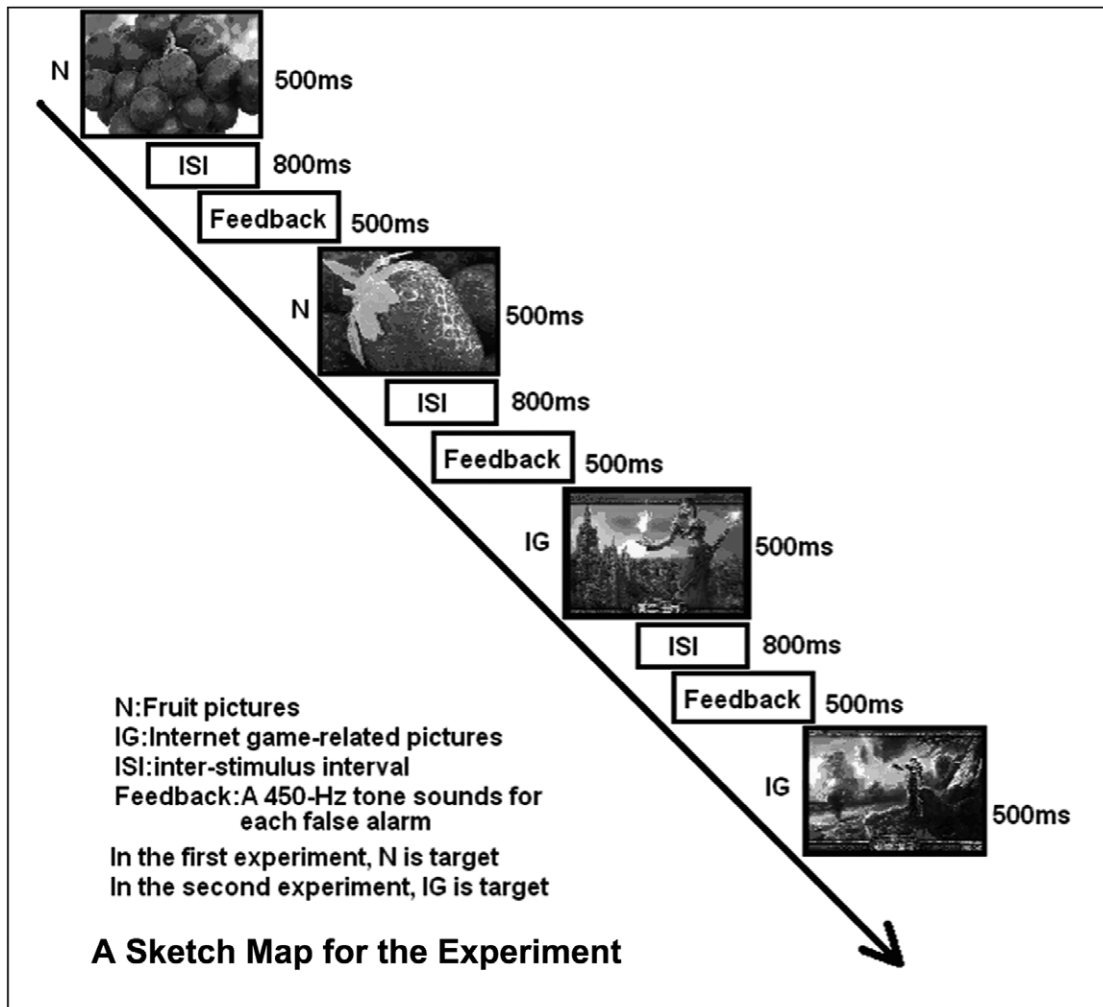 N
500ms
ISI
800ms
Feedback
500ms
N
500ms
ISI
800ms
Feedback
500ms
IG
500ms
ISI
800ms
Feedback
500ms
IG
500ms
N:Fruit pictures
IG:Internet game-related pictures
ISI:inter-stimulus interval
Feedback:A 450-Hz tone sounds for
each false alarm
In the first experiment, N is target
In the second experiment, IG is target
A Sketch Map for the Experiment